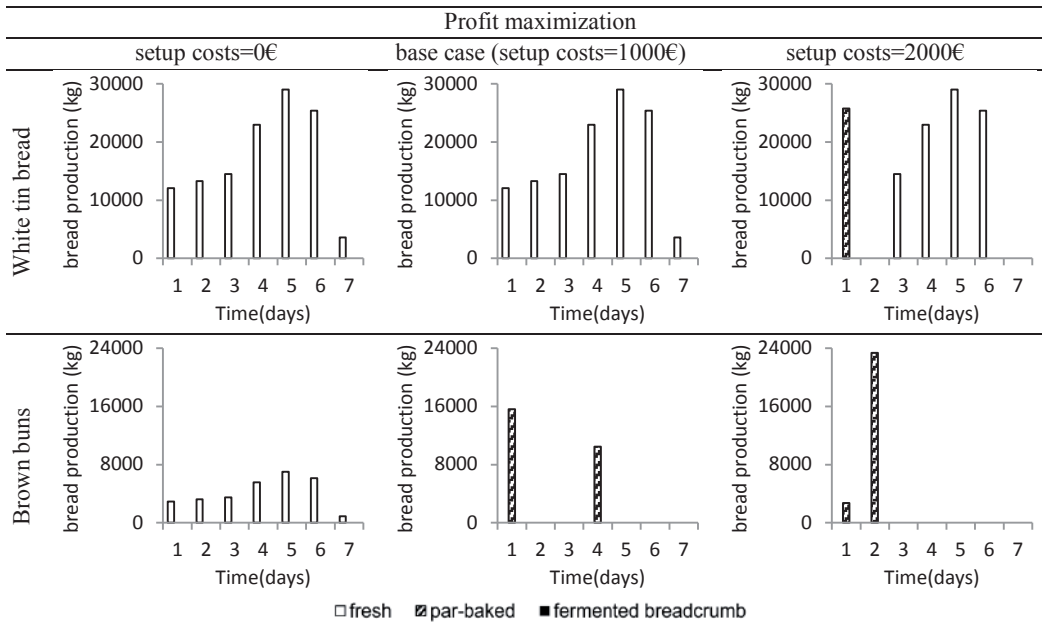 Profit maximization
setup costs=0€ base case (setup costs=1000€) setup costs=2000€
White tin bread
bread production (kg)
30000
20000
10000
0
1 2 3 4 5 6 7
Time(days)
bread production (kg)
30000
20000
10000
0
1 2 3 4 5 6 7
Time(days)
bread production (kg)
30000
20000
10000
0
1 2 3 4 5 6 7
Time(days)
Brown buns
bread production (kg)
24000
16000
8000
0
1 2 3 4 5 6 7
Time(days)
bread production (kg)
24000
16000
8000
0
1 2 3 4 5 6 7
Time(days)
bread production (kg)
24000
16000
8000
0
1 2 3 4 5 6 7
Time(days)
fresh par-baked fermented breadcrumb